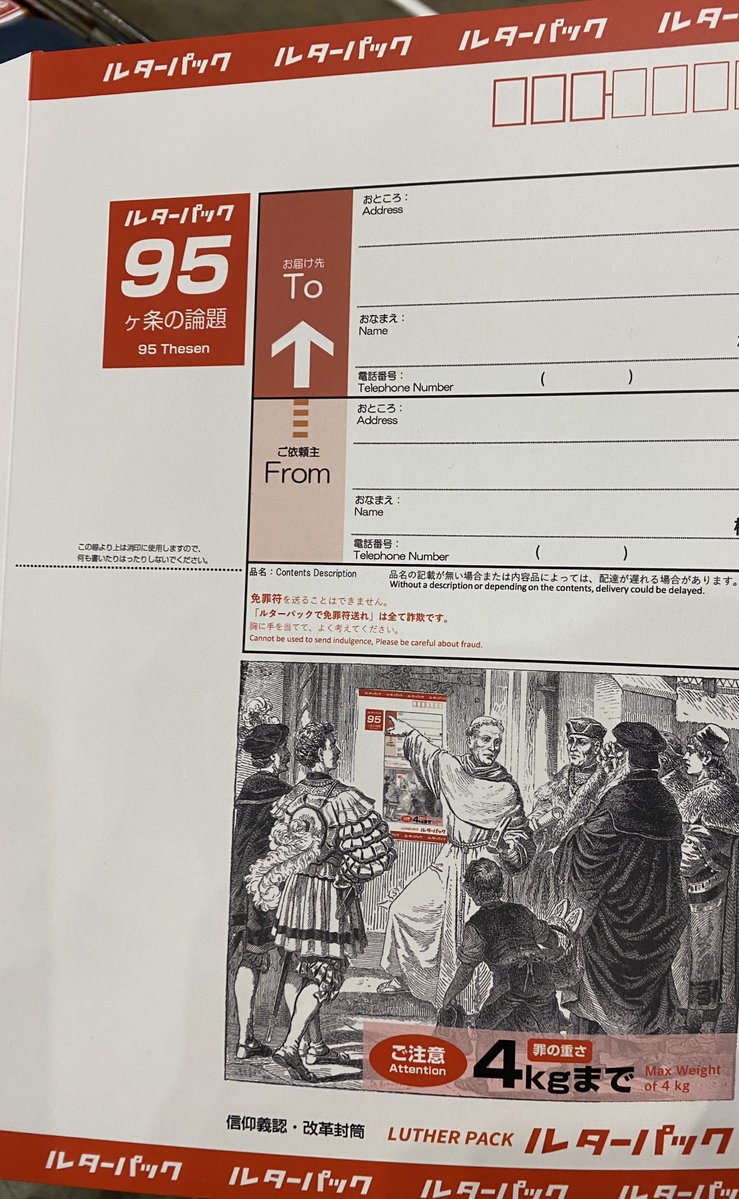 ルターパック ルターパック ルターパック ルター
ルターパック
95
ヶ条の論題
95 Thesen
お届け先
To
おところ：
Address
おなまえ：
Name
電話番号：
Telephone Number ( )
ご依頼主
From
おところ：
Address
おなまえ：
Name
電話番号：
Telephone Number ( )
この線より上は消印に使用しますので、
何も書いたりはったりしないでください。
品名：Contents Description
品名の記載が無い場合または内容品によっては、配達が遅れる場合があります。
Without a description or depending on the contents, delivery could be delayed.
免罪符を送ることはできません。
「ルターパックで免罪符送れ」は全て詐欺です。
胸に手を当てて、よく考えてください。
Cannot be used to send indulgence, Please be careful about fraud.
95
4kgまで
LUTHER PACK ルターパック
ご注意
Attention
罪の重さ
4kgまで
Max Weight
of 4 kg
信仰義認・改革封筒 LUTHER PACK ルターパック
ルターパック ルターパック ルターパック ルターパ